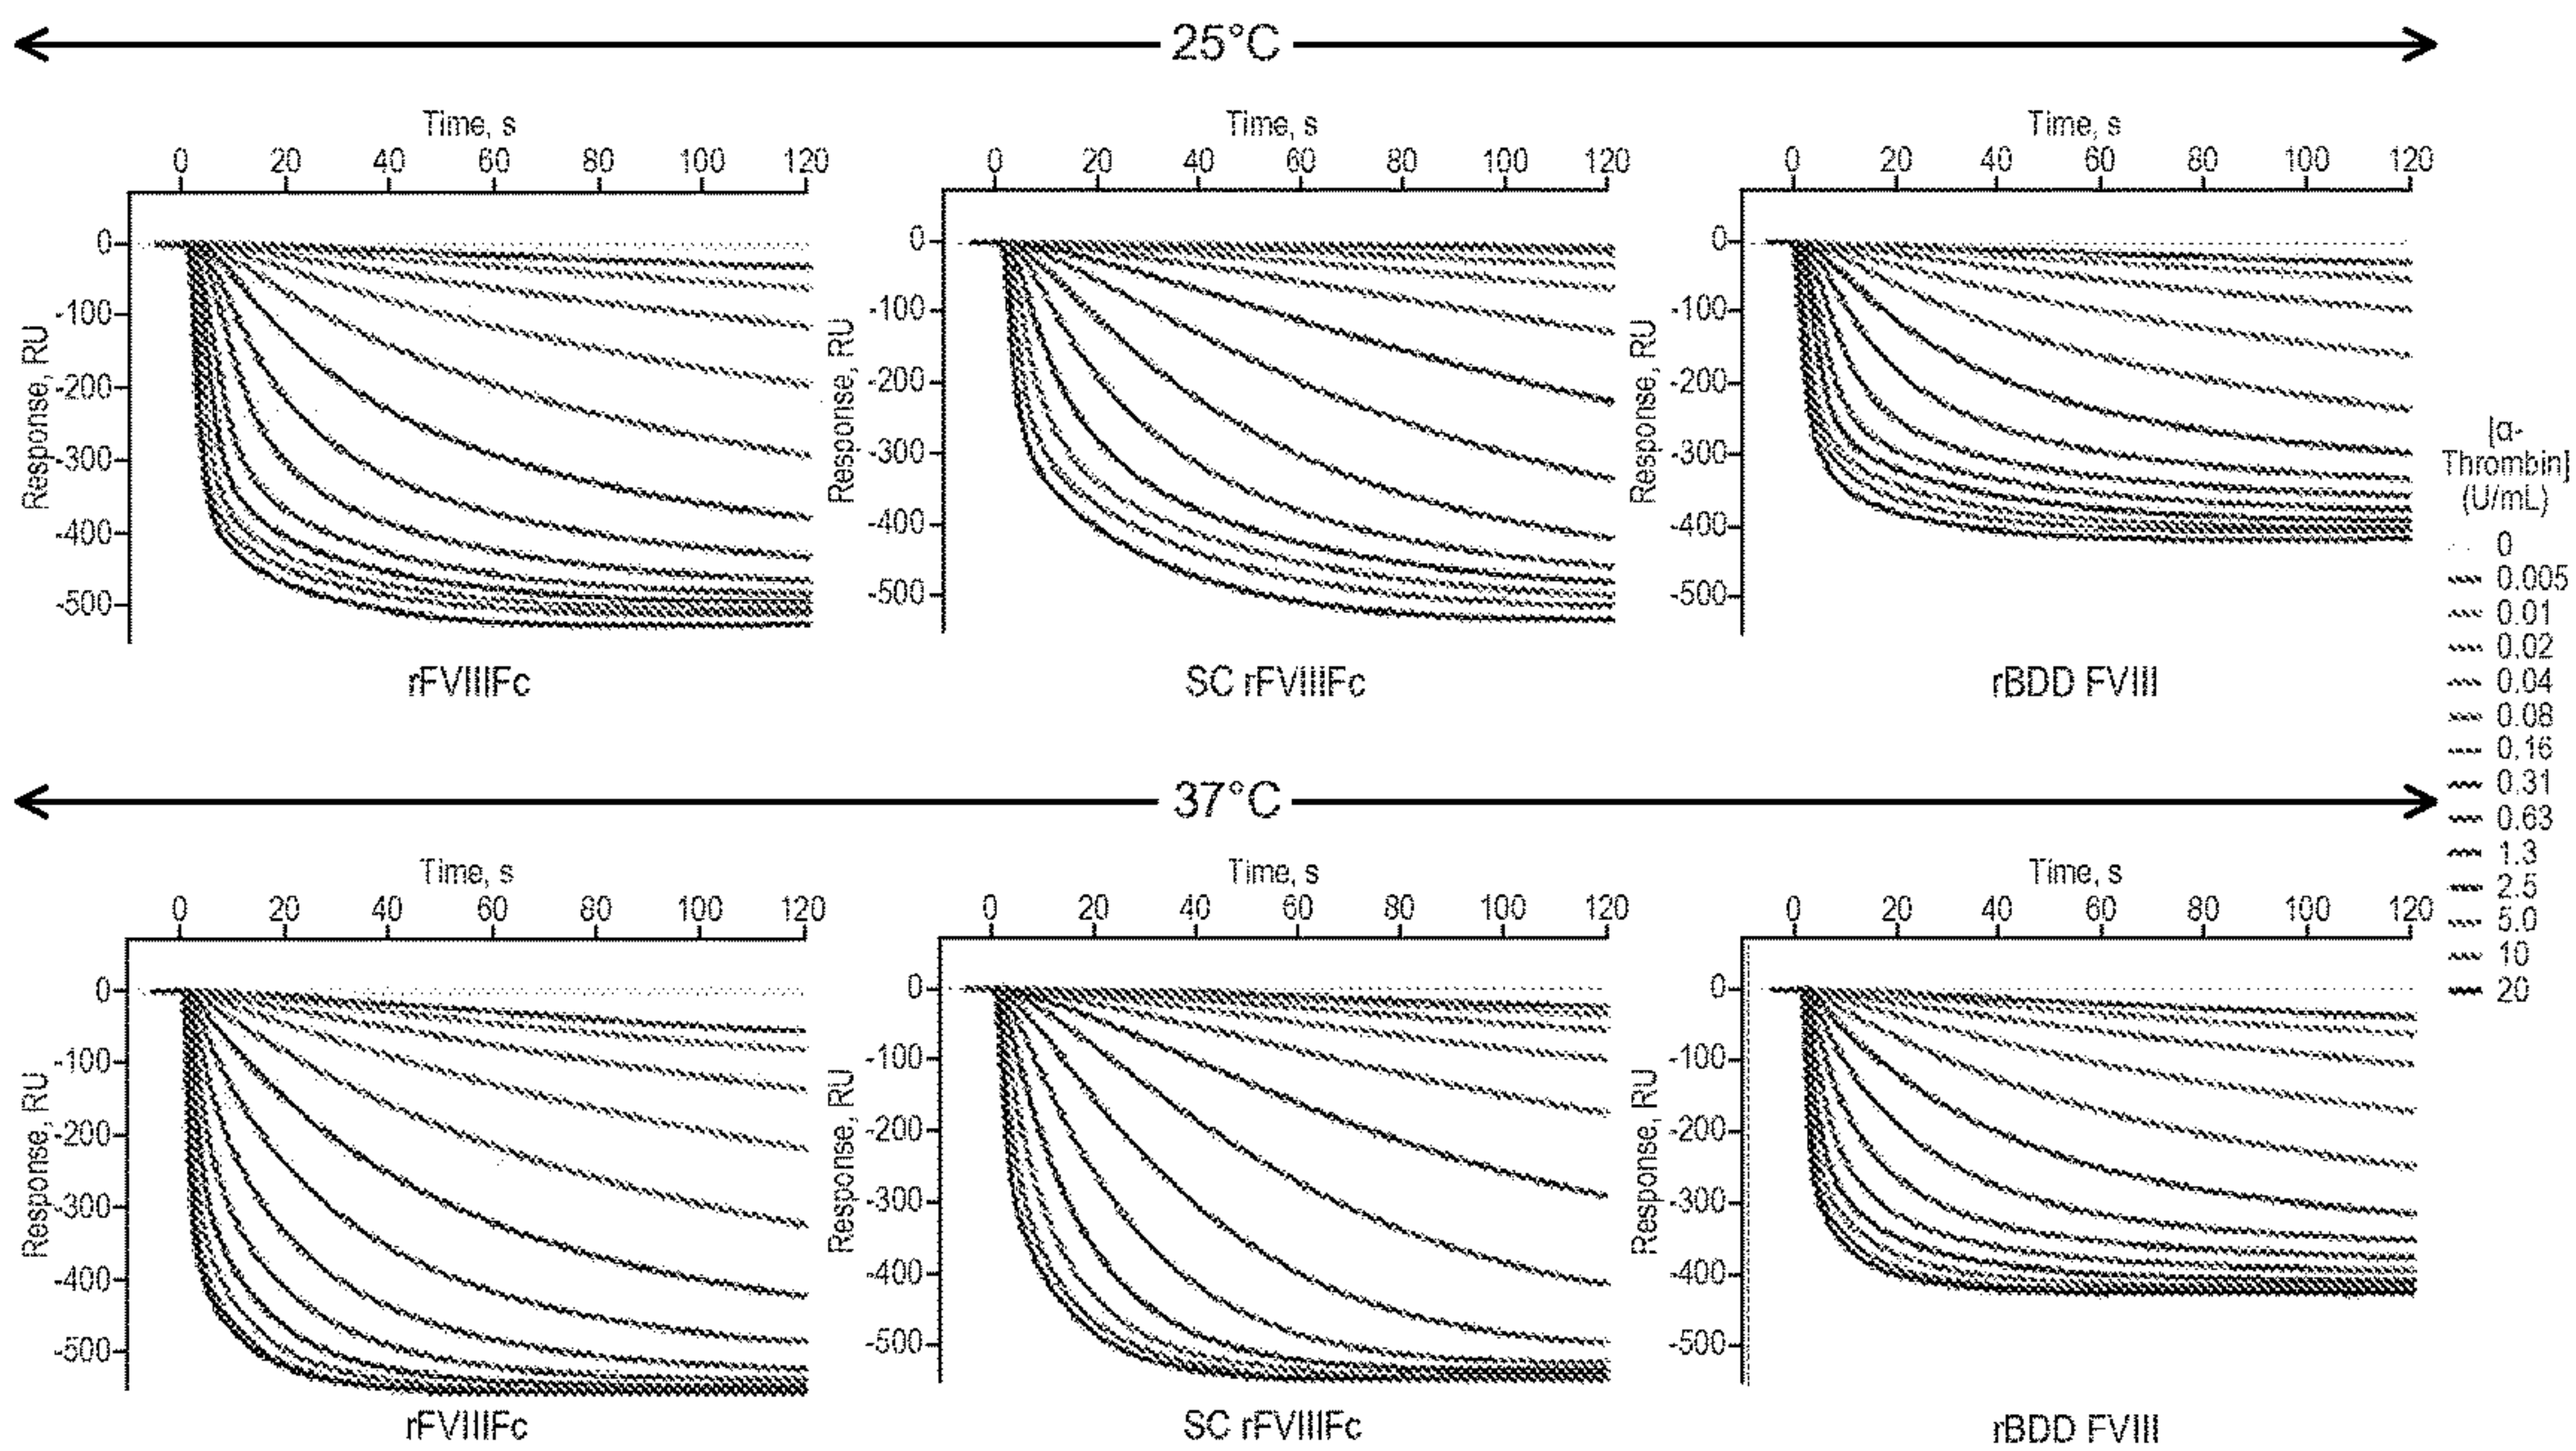 25°C
Time, s
0 20 40 60 80 100 120
Response, RU
0
-100
-200
-300
-400
-500
rFVIIIFc
Time, s
0 20 40 60 80 100 120
Response, RU
0
-100
-200
-300
-400
-500
SC rFVIIIFc
Time, s
0 20 40 60 80 100 120
Response, RU
0
-100
-200
-300
-400
-500
rBDD FVIII
[α-
Thrombin]
(U/mL)
0
0.005
0.01
0.02
0.04
0.08
0.16
0.31
0.63
1.3
2.5
5.0
10
20
37°C
Time, s
0 20 40 60 80 100 120
Response, RU
0
-100
-200
-300
-400
-500
rFVIIIFc
Time, s
0 20 40 60 80 100 120
Response, RU
0
-100
-200
-300
-400
-500
SC rFVIIIFc
Time, s
0 20 40 60 80 100 120
Response, RU
0
-100
-200
-300
-400
-500
rBDD FVIII